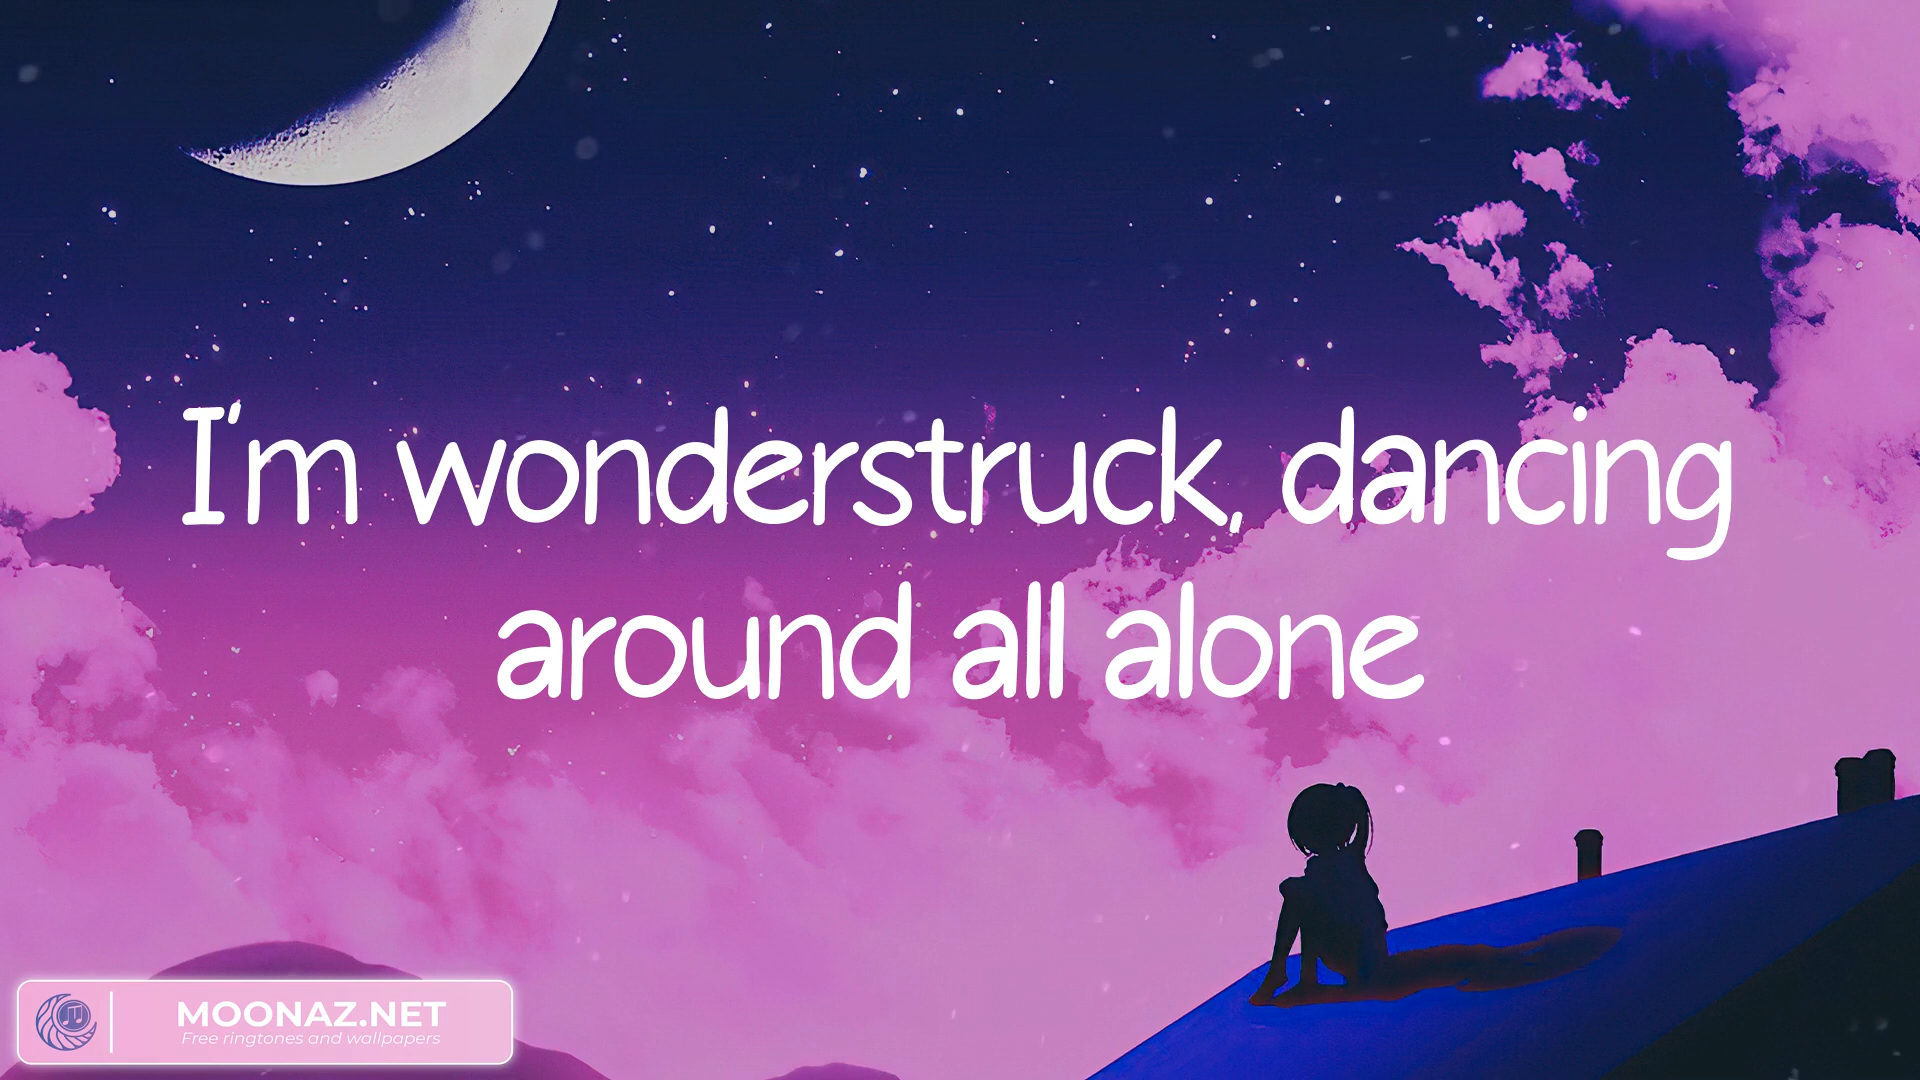 I'm wonderstruck, dancing
around all alone
MOONAZ.NET
Free ringtones and wallpapers